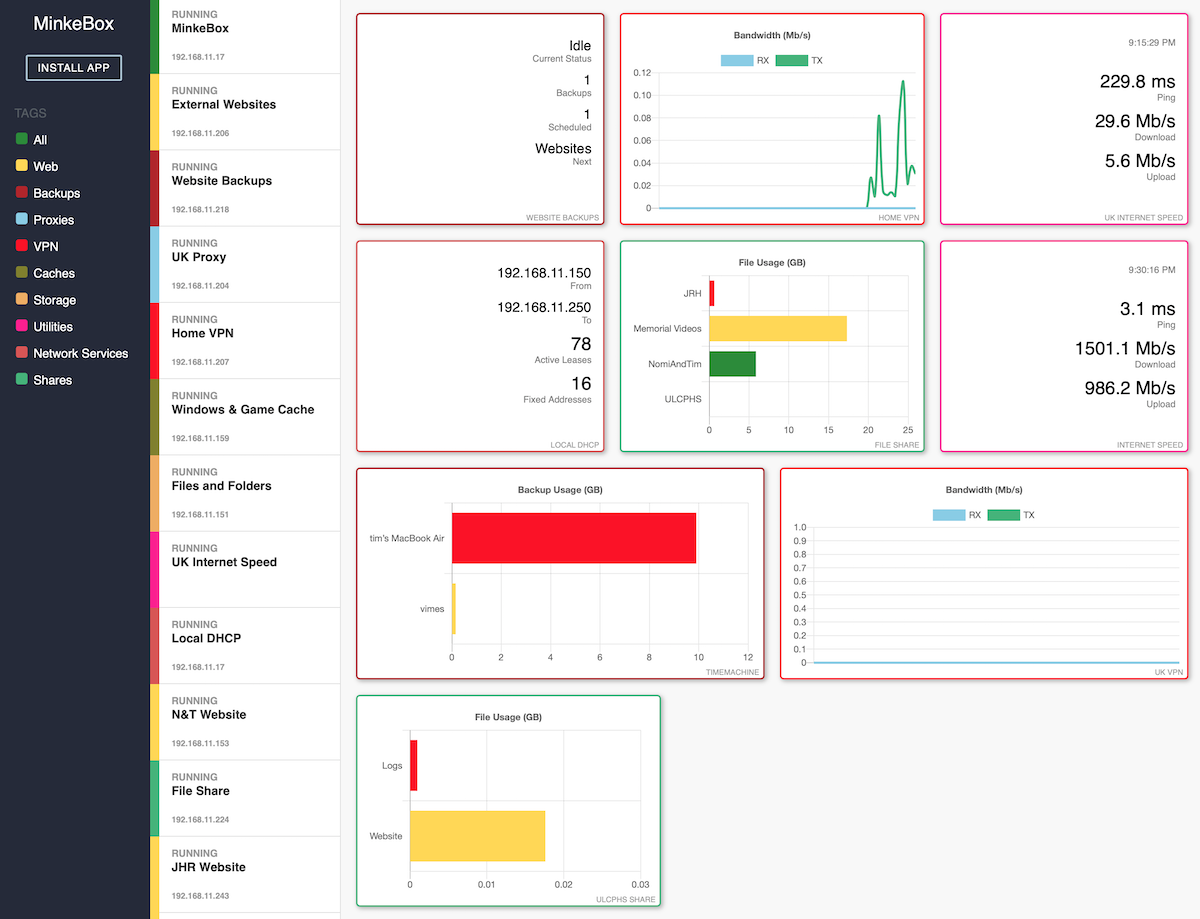 MinkeBox
INSTALL APP
TAGS
All
Web
Backups
Proxies
VPN
Caches
Storage
Utilities
Network Services
Shares
RUNNING
MinkeBox
192.168.11.17
RUNNING
External Websites
192.168.11.206
RUNNING
Website Backups
192.168.11.218
RUNNING
UK Proxy
192.168.11.204
RUNNING
Home VPN
192.168.11.207
RUNNING
Windows & Game Cache
192.168.11.159
RUNNING
Files and Folders
192.168.11.151
RUNNING
UK Internet Speed
RUNNING
Local DHCP
192.168.11.17
RUNNING
N&T Website
192.168.11.153
RUNNING
File Share
192.168.11.224
RUNNING
JHR Website
192.168.11.243
Idle
Current Status
1
Backups
1
Scheduled
Websites
Next
WEBSITE BACKUPS
Bandwidth (Mb/s)
RX TX
0.12
0.10
0.08
0.06
0.04
0.02
0
HOME VPN
9:15:29 PM
229.8 ms
Ping
29.6 Mb/s
Download
5.6 Mb/s
Upload
UK INTERNET SPEED
192.168.11.150
From
192.168.11.250
To
78
Active Leases
16
Fixed Addresses
LOCAL DHCP
File Usage (GB)
JRH
Memorial Videos
NomiAndTim
ULCPHS
0 5 10 15 20 25
FILE SHARE
9:30:16 PM
3.1 ms
Ping
1501.1 Mb/s
Download
986.2 Mb/s
Upload
INTERNET SPEED
Backup Usage (GB)
tim's MacBook Air
vimes
0 2 4 6 8 10 12
TIMEMACHINE
Bandwidth (Mb/s)
RX TX
1.0
0.9
0.8
0.7
0.6
0.5
0.4
0.3
0.2
0.1
0
UK VPN
File Usage (GB)
Logs
Website
0 0.01 0.02 0.03
ULCPHS SHARE